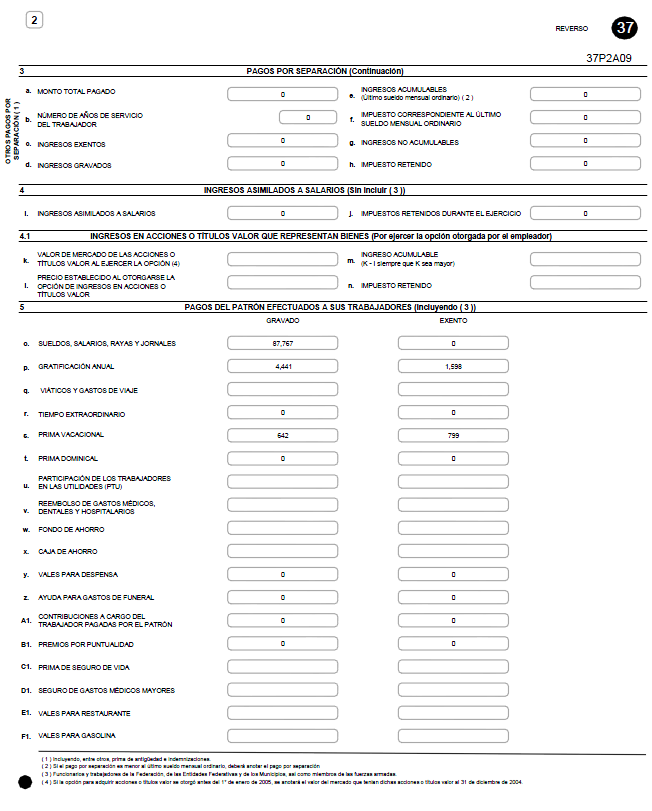 2
REVERSO 37
37P2A09
3 PAGOS POR SEPARACIÓN (Continuación)
OTROS PAGOS POR SEPARACIÓN ( 1 )
a. MONTO TOTAL PAGADO 0
e. INGRESOS ACUMULABLES (Último sueldo mensual ordinario) ( 2 ) 0
b. NÚMERO DE AÑOS DE SERVICIO DEL TRABAJADOR 0
f. IMPUESTO CORRESPONDIENTE AL ÚLTIMO SUELDO MENSUAL ORDINARIO 0
c. INGRESOS EXENTOS 0
g. INGRESOS NO ACUMULABLES 0
d. INGRESOS GRAVADOS 0
h. IMPUESTO RETENIDO 0
4 INGRESOS ASIMILADOS A SALARIOS (Sin incluir ( 3 ))
i. INGRESOS ASIMILADOS A SALARIOS 0
j. IMPUESTOS RETENIDOS DURANTE EL EJERCICIO 0
4.1 INGRESOS EN ACCIONES O TÍTULOS VALOR QUE REPRESENTAN BIENES (Por ejercer la opción otorgada por el empleador)
k. VALOR DE MERCADO DE LAS ACCIONES O TÍTULOS VALOR AL EJERCER LA OPCIÓN (4)
m. INGRESO ACUMULABLE (K - l siempre que K sea mayor)
l. PRECIO ESTABLECIDO AL OTORGARSE LA OPCIÓN DE INGRESOS EN ACCIONES O TÍTULOS VALOR
n. IMPUESTO RETENIDO
5 PAGOS DEL PATRÓN EFECTUADOS A SUS TRABAJADORES (Incluyendo ( 3 ))
GRAVADO EXENTO
o. SUELDOS, SALARIOS, RAYAS Y JORNALES 87,767 0
p. GRATIFICACIÓN ANUAL 4,441 1,598
q. VIÁTICOS Y GASTOS DE VIAJE
r. TIEMPO EXTRAORDINARIO 0 0
s. PRIMA VACACIONAL 642 799
t. PRIMA DOMINICAL 0 0
u. PARTICIPACIÓN DE LOS TRABAJADORES EN LAS UTILIDADES (PTU)
v. REEMBOLSO DE GASTOS MÉDICOS, DENTALES Y HOSPITALARIOS
w. FONDO DE AHORRO
x. CAJA DE AHORRO
y. VALES PARA DESPENSA 0 0
z. AYUDA PARA GASTOS DE FUNERAL 0 0
A1. CONTRIBUCIONES A CARGO DEL TRABAJADOR PAGADAS POR EL PATRÓN 0 0
B1. PREMIOS POR PUNTUALIDAD 0 0
C1. PRIMA DE SEGURO DE VIDA
D1. SEGURO DE GASTOS MÉDICOS MAYORES
E1. VALES PARA RESTAURANTE
F1. VALES PARA GASOLINA
( 1 ) Incluyendo, entre otros, prima de antigüedad e indemnizaciones.
( 2 ) Si el pago por separación es menor al último sueldo mensual ordinario, deberá anotar el pago por separación
( 3 ) Funcionarios y trabajadores de la Federación, de las Entidades Federativas y de los Municipios, así como miembros de las fuerzas armadas.
( 4 ) Si la opción para adquirir acciones o títulos valor se otorgó antes del 1º de enero de 2005, se anotará el valor del mercado que tenían dichas acciones o títulos valor al 31 de diciembre de 2004.